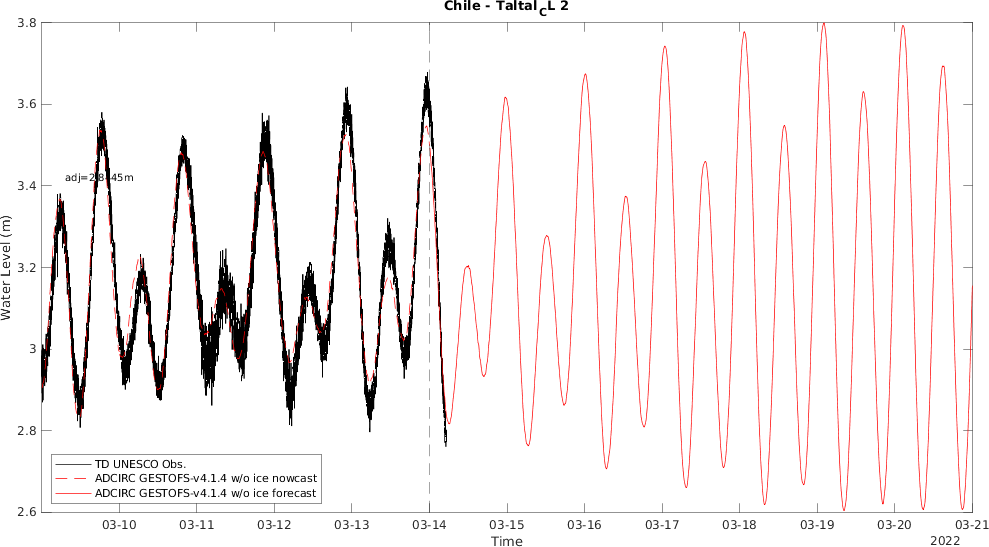 Chile - Taltal_CL 2
3.8
3.6
3.4
3.2
3
2.8
2.6
Water Level (m)
TD UNESCO Obs.
ADCIRC GESTOFS-v4.1.4 w/o ice nowcast
ADCIRC GESTOFS-v4.1.4 w/o ice forecast
03-10 03-11 03-12 03-13 03-14 03-15 03-16 03-17 03-18 03-19 03-20 03-21
Time
2022